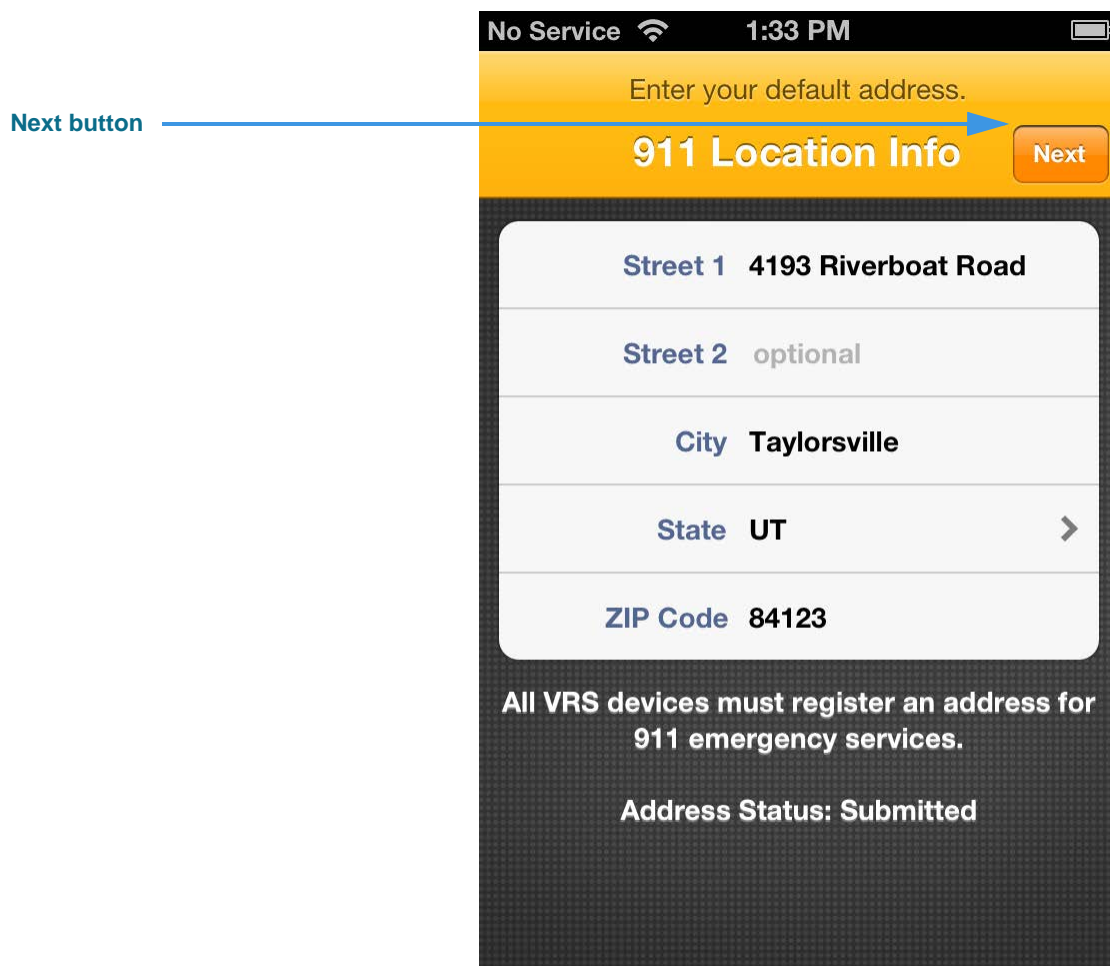 No Service 1:33 PM
Enter your default address.
Next button
911 Location Info Next
Street 1 4193 Riverboat Road
Street 2 optional
City Taylorsville
State UT
ZIP Code 84123
All VRS devices must register an address for
911 emergency services.
Address Status: Submitted